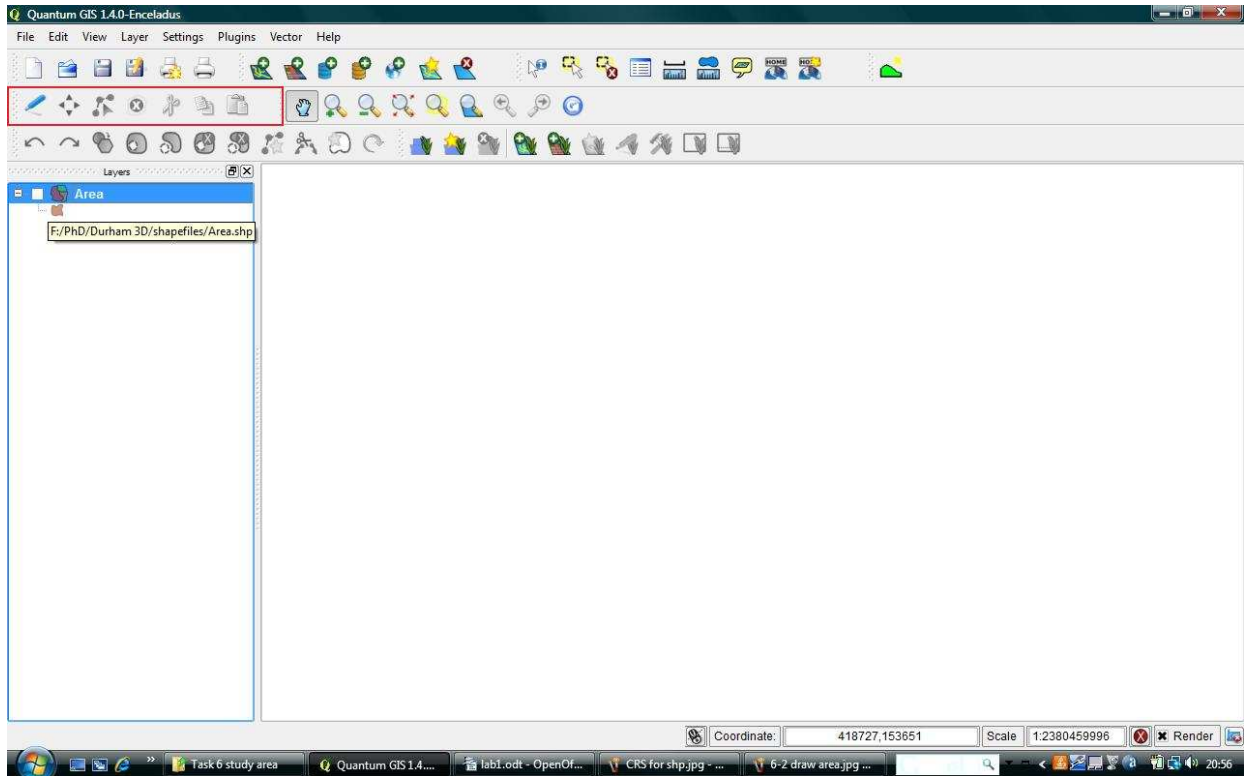 Quantum GIS 1.4.0-Enceladus
File Edit View Layer Settings Plugins Vector Help
HOME
Layers
Area
F:/PhD/Durham 3D/shapefiles/Area.shp
Coordinate: 418727,153651 Scale 1:2380459996 Render
Task 6 study area Quantum GIS 1.4.... lab1.odt - OpenOf... CRS for shp.jpg - ... 6-2 draw area.jpg ... 20:56